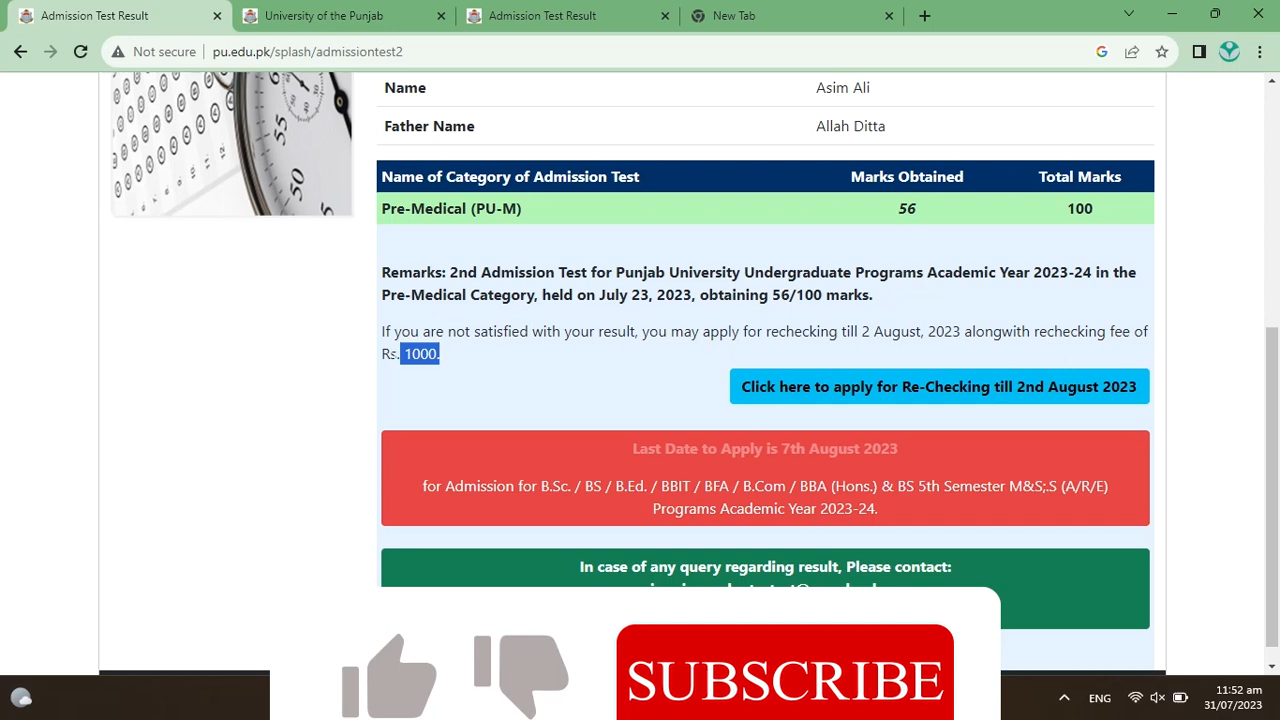 Admission Test Result
University of the Punjab
Admission Test Result
New Tab
Not secure
pu.edu.pk/splash/admissiontest2
Name Asim Ali
Father Name Allah Ditta
Name of Category of Admission Test Marks Obtained Total Marks
Pre-Medical (PU-M) 56 100
Remarks: 2nd Admission Test for Punjab University Undergraduate Programs Academic Year 2023-24 in the
Pre-Medical Category, held on July 23, 2023, obtaining 56/100 marks.
If you are not satisfied with your result, you may apply for rechecking till 2 August, 2023 alongwith rechecking fee of
Rs. 1000.
Click here to apply for Re-Checking till 2nd August 2023
Last Date to Apply is 7th August 2023
for Admission for B.Sc. / BS / B.Ed. / BBIT / BFA / B.Com / BBA (Hons.) & BS 5th Semester M&S;.S (A/R/E)
Programs Academic Year 2023-24.
In case of any query regarding result, Please contact:
SUBSCRIBE
ENG
11:52 am
31/07/2023